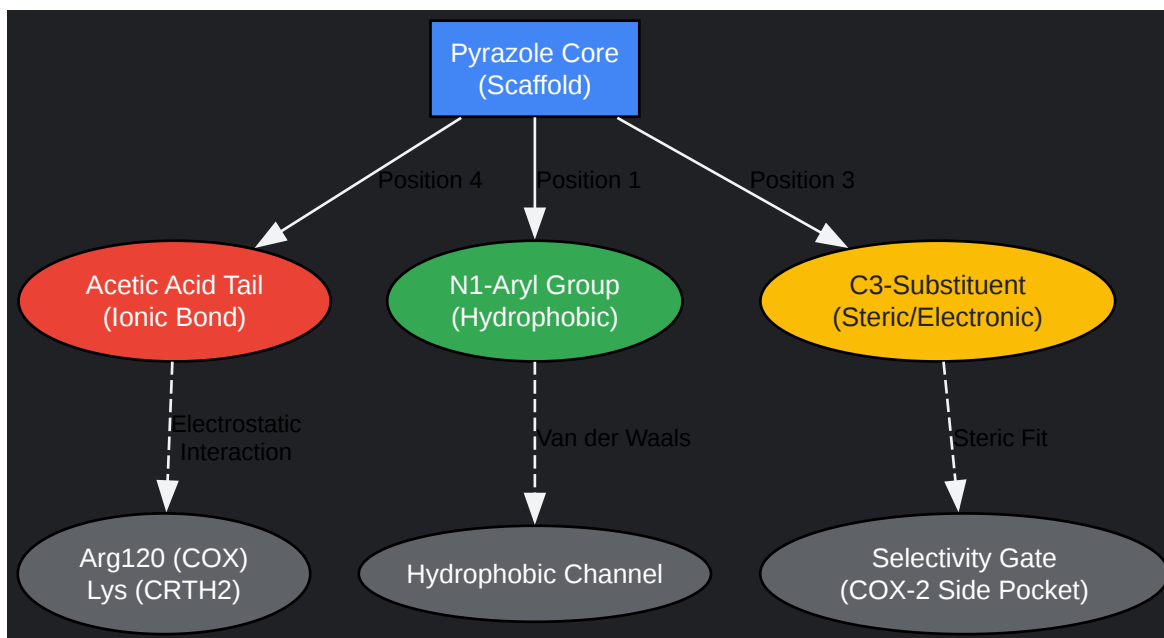 Pyrazole Core
(Scaffold)
Position 4
Position 1
Position 3
Acetic Acid Tail
(Ionic Bond)
N1-Aryl Group
(Hydrophobic)
C3-Substituent
(Steric/Electronic)
Electrostatic
Interaction
Van der Waals
Steric Fit
Arg120 (COX)
Lys (CRTH2)
Hydrophobic Channel
Selectivity Gate
(COX-2 Side Pocket)